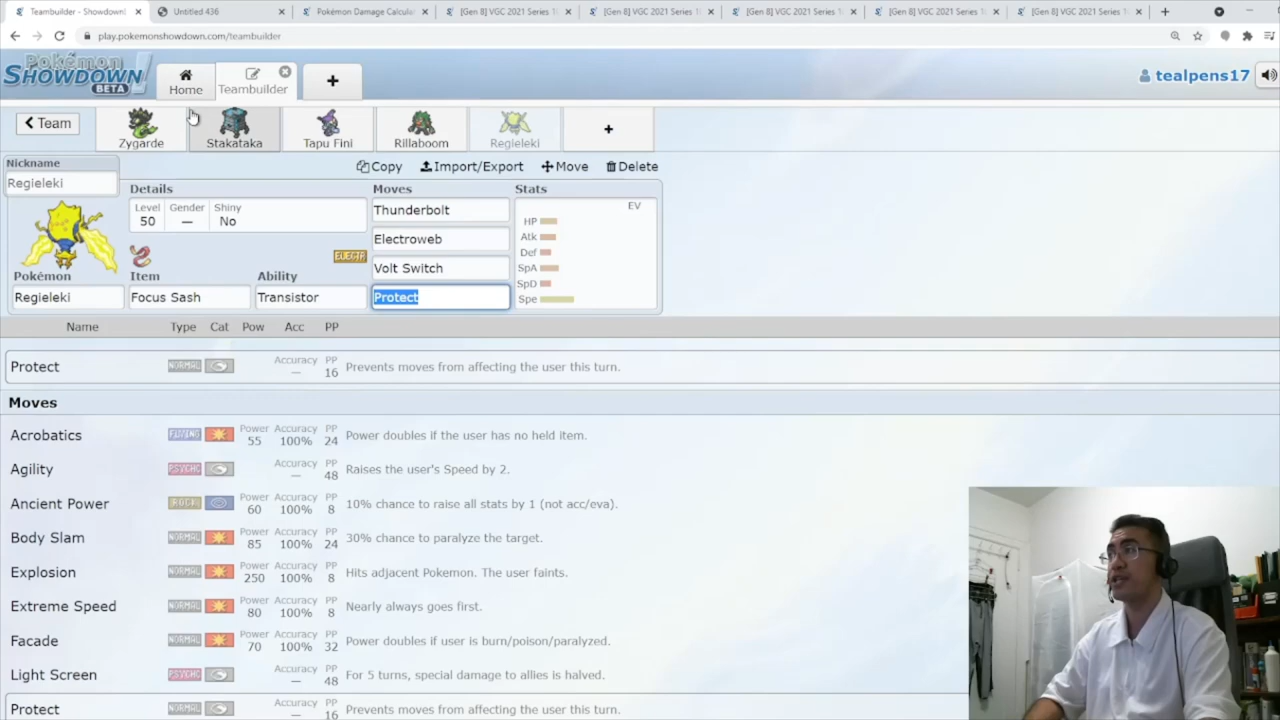 Teambuilder - Showdown!
Untitled 436
Pokémon Damage Calcula
[Gen 8] VGC 2021 Series 1
[Gen 8] VGC 2021 Series 1
[Gen 8] VGC 2021 Series 1
[Gen 8] VGC 2021 Series 1
[Gen 8] VGC 2021 Series 1
play.pokemonshowdown.com/teambuilder
Pokémon
SHOWDOWN!
BETA
Home
Teambuilder
tealpens17
Team
Zygarde
Stakataka
Tapu Fini
Rillaboom
Regieleki
Nickname
Regieleki
Copy
Import/Export
Move
Delete
Details
Moves
Stats
Level
Gender
Shiny
50
—
No
Thunderbolt
Electroweb
Volt Switch
Protect
EV
HP
Atk
Def
SpA
SpD
Spe
ELECTR
Pokémon
Item
Ability
Regieleki
Focus Sash
Transistor
Name Type Cat Pow Acc PP
Protect NORMAL Accuracy — PP 16 Prevents moves from affecting the user this turn.
Moves
Acrobatics FLYING Power 55 Accuracy 100% PP 24 Power doubles if the user has no held item.
Agility PSYCHC Accuracy — PP 48 Raises the user's Speed by 2.
Ancient Power ROCK Power 60 Accuracy 100% PP 8 10% chance to raise all stats by 1 (not acc/eva).
Body Slam NORMAL Power 85 Accuracy 100% PP 24 30% chance to paralyze the target.
Explosion NORMAL Power 250 Accuracy 100% PP 8 Hits adjacent Pokemon. The user faints.
Extreme Speed NORMAL Power 80 Accuracy 100% PP 8 Nearly always goes first.
Facade NORMAL Power 70 Accuracy 100% PP 32 Power doubles if user is burn/poison/paralyzed.
Light Screen PSYCHC Accuracy — PP 48 For 5 turns, special damage to allies is halved.
Protect NORMAL Accuracy — PP 16 Prevents moves from affecting the user this turn.